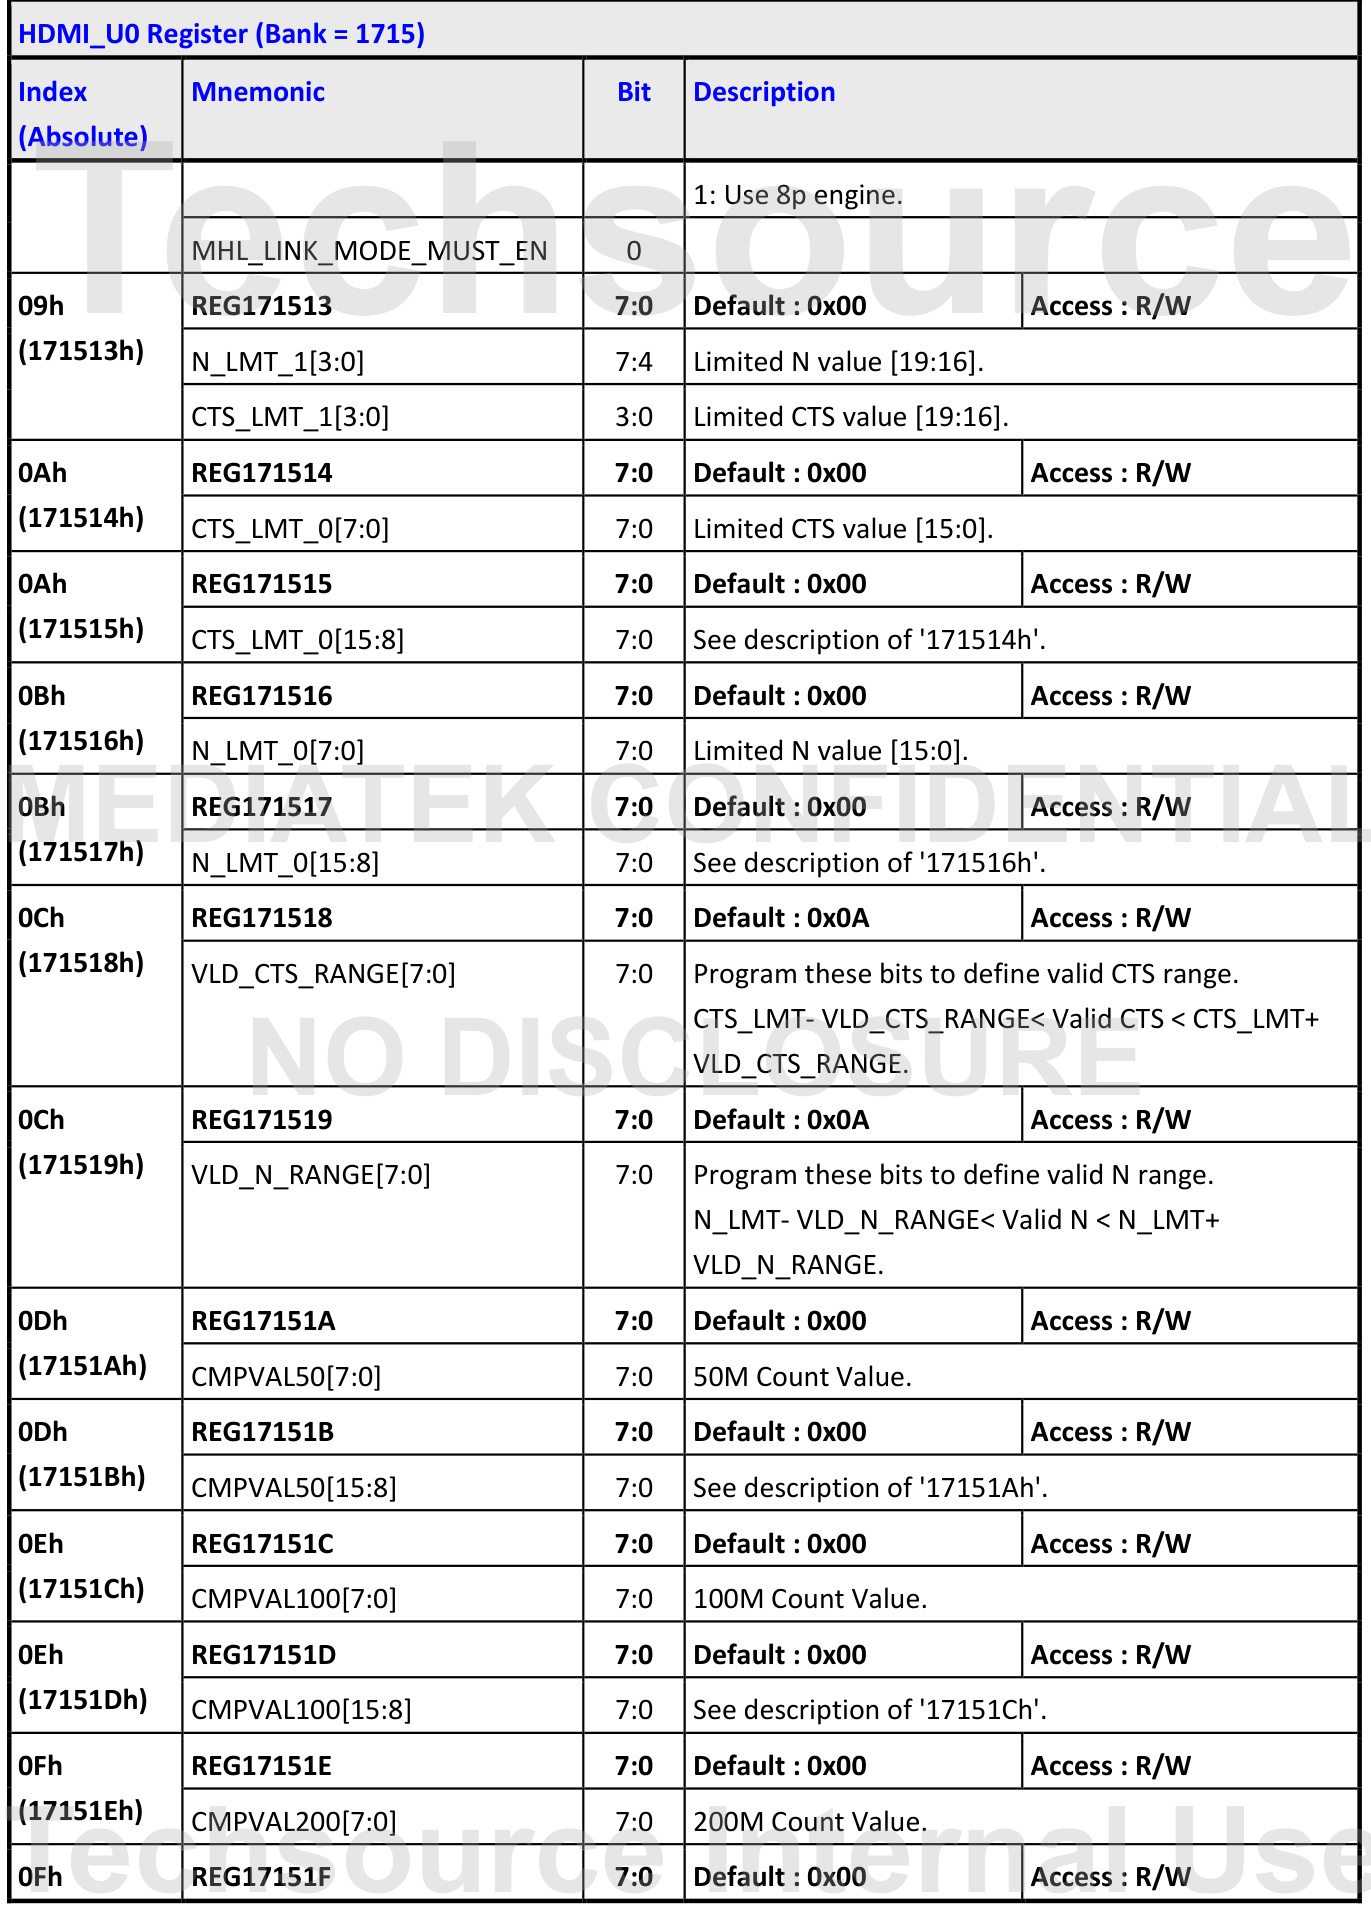 HDMI_U0 Register (Bank = 1715)
Index (Absolute) Mnemonic Bit Description
1: Use 8p engine.
MHL_LINK_MODE_MUST_EN 0
09h (171513h) REG171513 7:0 Default : 0x00 Access : R/W
N_LMT_1[3:0] 7:4 Limited N value [19:16].
CTS_LMT_1[3:0] 3:0 Limited CTS value [19:16].
0Ah (171514h) REG171514 7:0 Default : 0x00 Access : R/W
CTS_LMT_0[7:0] 7:0 Limited CTS value [15:0].
0Ah (171515h) REG171515 7:0 Default : 0x00 Access : R/W
CTS_LMT_0[15:8] 7:0 See description of '171514h'.
0Bh (171516h) REG171516 7:0 Default : 0x00 Access : R/W
N_LMT_0[7:0] 7:0 Limited N value [15:0].
0Bh (171517h) REG171517 7:0 Default : 0x00 Access : R/W
N_LMT_0[15:8] 7:0 See description of '171516h'.
0Ch (171518h) REG171518 7:0 Default : 0x0A Access : R/W
VLD_CTS_RANGE[7:0] 7:0 Program these bits to define valid CTS range.
CTS_LMT- VLD_CTS_RANGE< Valid CTS < CTS_LMT+
VLD_CTS_RANGE.
0Ch (171519h) REG171519 7:0 Default : 0x0A Access : R/W
VLD_N_RANGE[7:0] 7:0 Program these bits to define valid N range.
N_LMT- VLD_N_RANGE< Valid N < N_LMT+
VLD_N_RANGE.
0Dh (17151Ah) REG17151A 7:0 Default : 0x00 Access : R/W
CMPVAL50[7:0] 7:0 50M Count Value.
0Dh (17151Bh) REG17151B 7:0 Default : 0x00 Access : R/W
CMPVAL50[15:8] 7:0 See description of '17151Ah'.
0Eh (17151Ch) REG17151C 7:0 Default : 0x00 Access : R/W
CMPVAL100[7:0] 7:0 100M Count Value.
0Eh (17151Dh) REG17151D 7:0 Default : 0x00 Access : R/W
CMPVAL100[15:8] 7:0 See description of '17151Ch'.
0Fh (17151Eh) REG17151E 7:0 Default : 0x00 Access : R/W
CMPVAL200[7:0] 7:0 200M Count Value.
0Fh REG17151F 7:0 Default : 0x00 Access : R/W
Techsource
MEDIATEK CONFIDENTIAL
NO DISCLOSURE
Techsource Internal Use